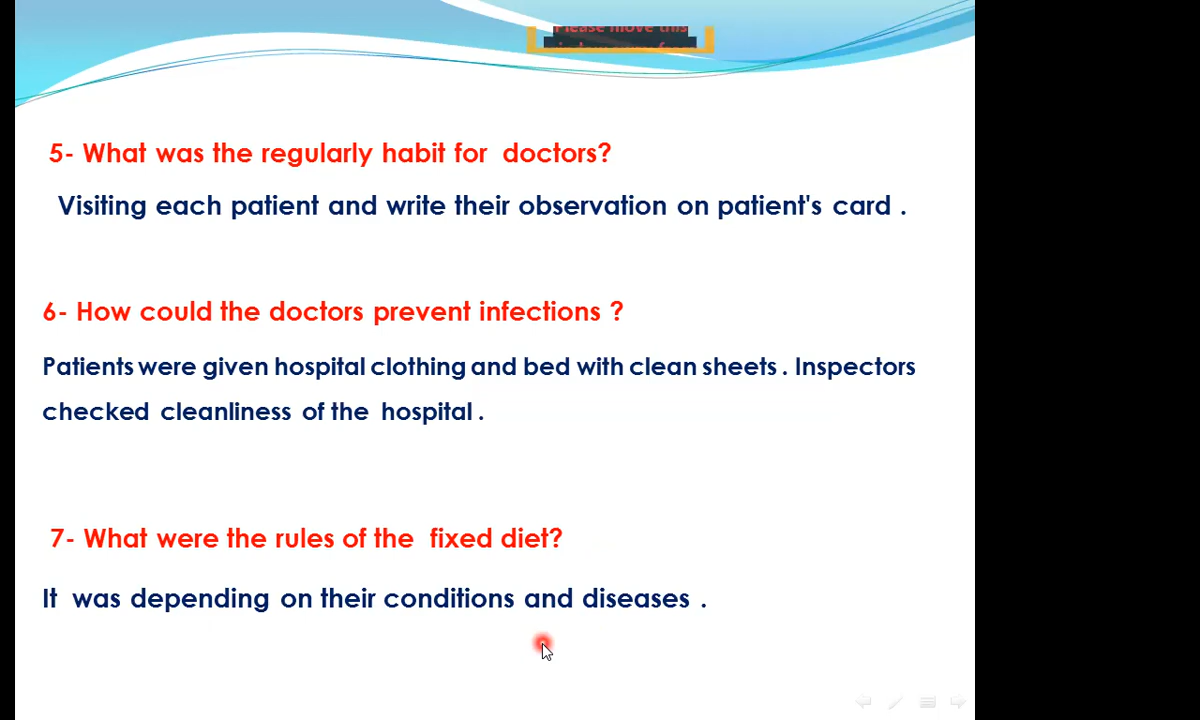 Please move this
5- What was the regularly habit for doctors?
Visiting each patient and write their observation on patient's card .
6- How could the doctors prevent infections ?
Patients were given hospital clothing and bed with clean sheets . Inspectors
checked cleanliness of the hospital .
7- What were the rules of the fixed diet?
It was depending on their conditions and diseases .